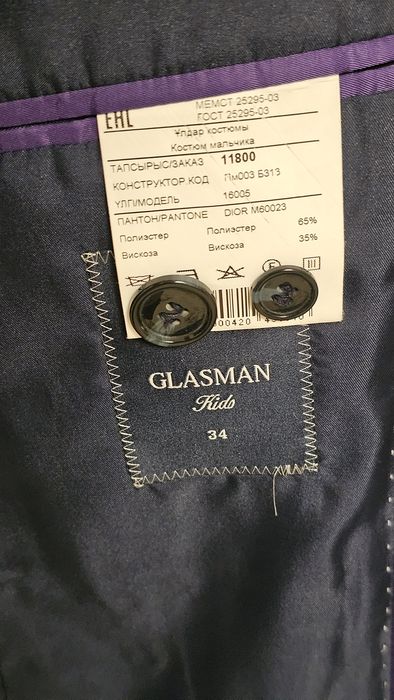 EAC
МЕМСТ 25295-03
ГОСТ 25295-03
Ұлдар костюмы
Костюм мальчика
ТАПСЫРЫС/ЗАКАЗ 11800
КОНСТРУКТОР.КОД Пм003 Б313
ҮЛГІ/МОДЕЛЬ 16005
ПАНТОН/PANTONE DIOR M60023
Полиэстер Полиэстер 65%
Вискоза Вискоза 35%
00420
GLASMAN
Kids
34